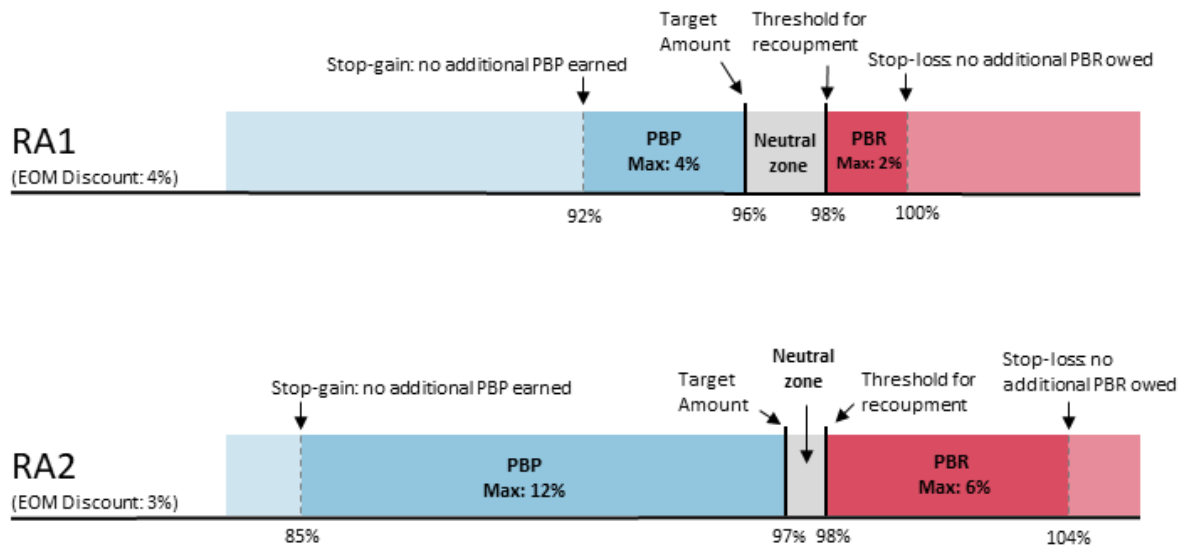 Target
Amount
Threshold for
recoupment
Stop-gain: no additional PBP earned
Stop-loss: no additional PBR owed
RA1
(EOM Discount: 4%)
PBP
Max: 4%
Neutral
zone
PBR
Max: 2%
92%
96%
98%
100%
Neutral
zone
Stop-loss: no
additional PBR owed
Stop-gain: no additional PBP earned
Target
Amount
Threshold for
recoupment
RA2
(EOM Discount: 3%)
PBP
Max: 12%
PBR
Max: 6%
85%
97%
98%
104%